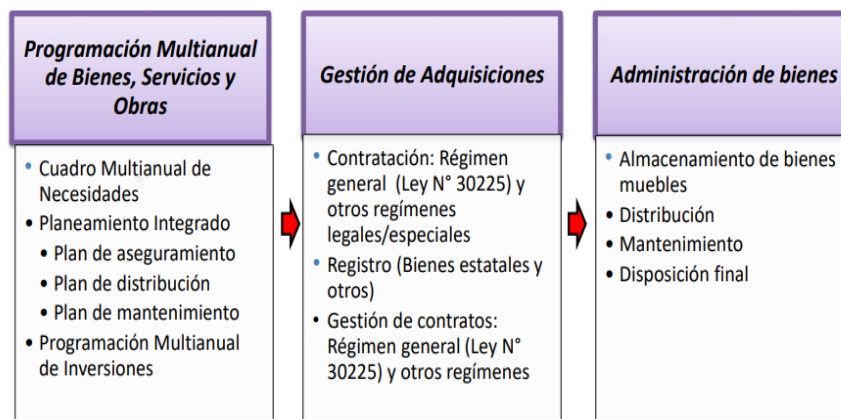 Programación Multianual
de Bienes, Servicios y
Obras
• Cuadro Multianual de
Necesidades
• Planeamiento Integrado
• Plan de aseguramiento
• Plan de distribución
• Plan de mantenimiento
• Programación Multianual
de Inversiones
Gestión de Adquisiciones
• Contratación: Régimen
general (Ley N° 30225) y
otros regímenes
legales/especiales
• Registro (Bienes estatales y
otros)
• Gestión de contratos:
Régimen general (Ley N°
30225) y otros regímenes
Administración de bienes
• Almacenamiento de bienes
muebles
• Distribución
• Mantenimiento
• Disposición final